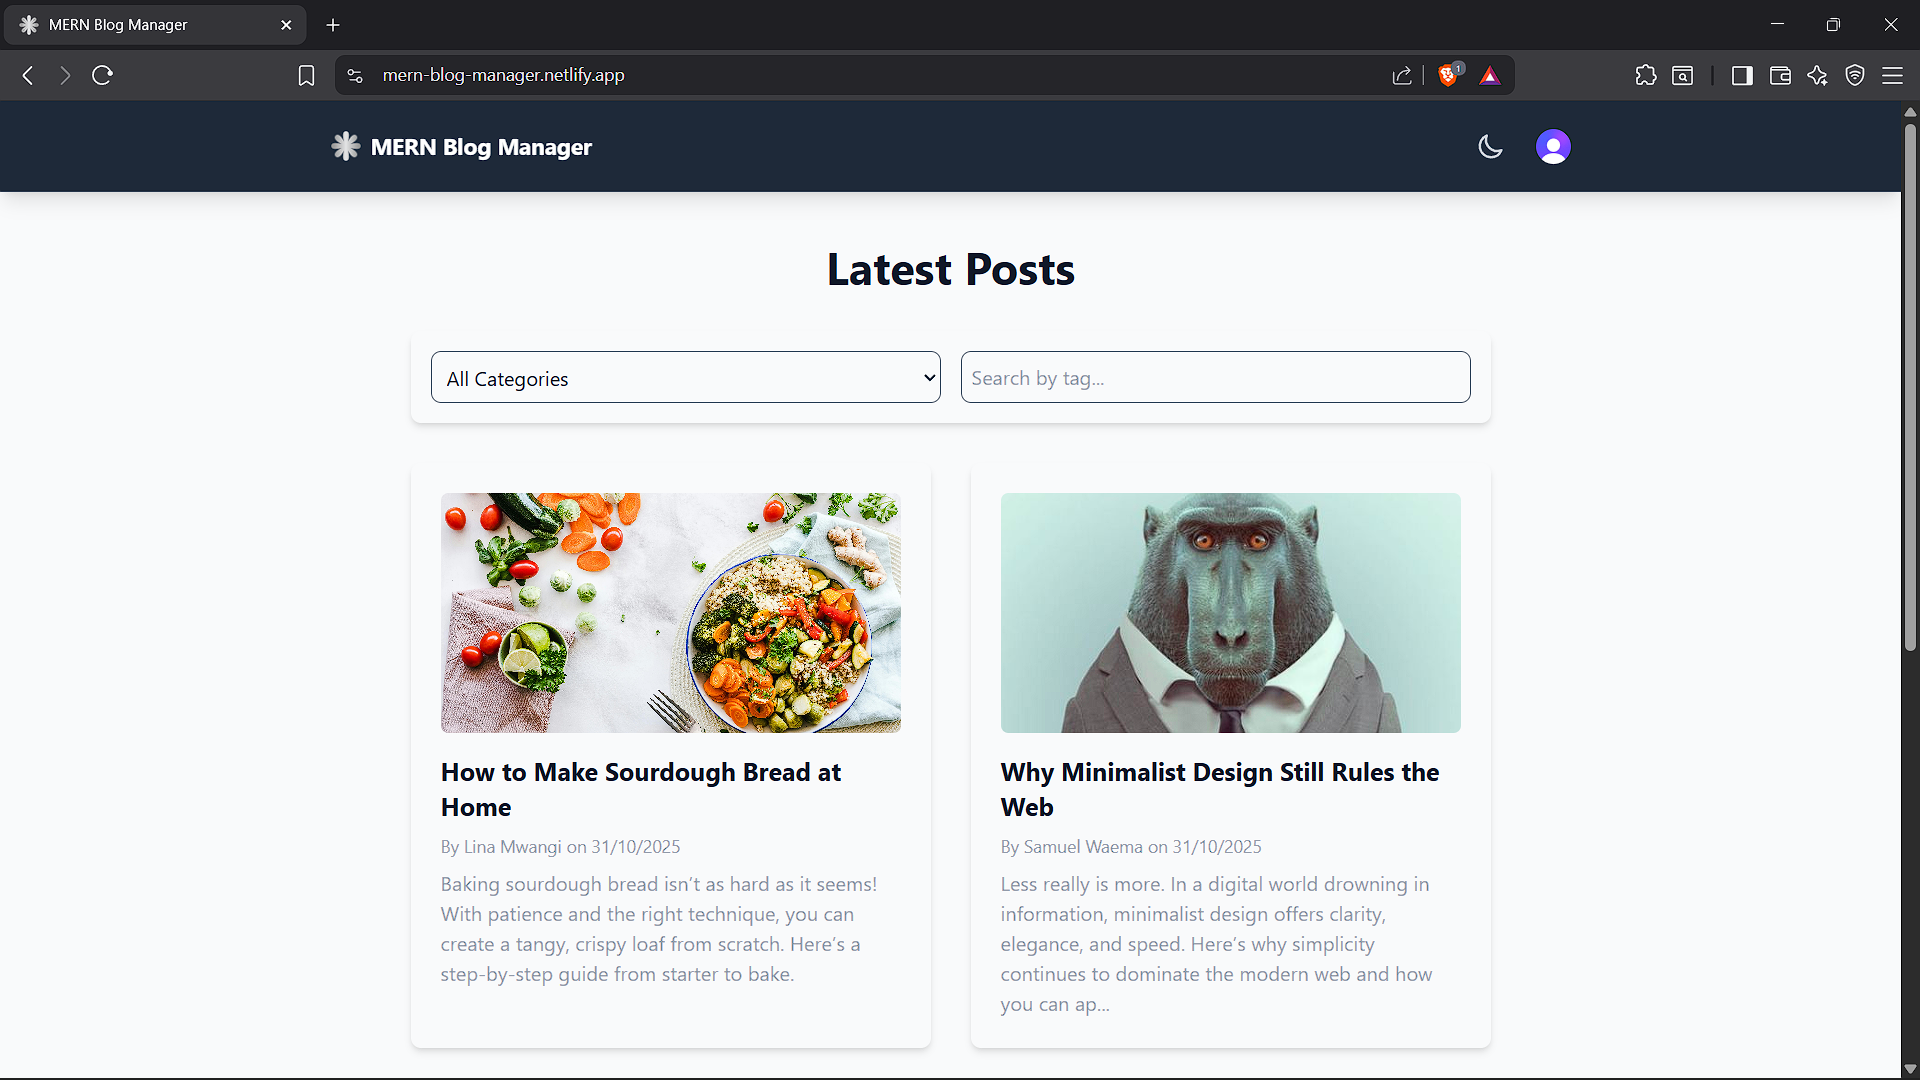 MERN Blog Manager
mern-blog-manager.netlify.app
1
MERN Blog Manager
Latest Posts
All Categories
Search by tag...
How to Make Sourdough Bread at
Home
By Lina Mwangi on 31/10/2025
Baking sourdough bread isn’t as hard as it seems!
With patience and the right technique, you can
create a tangy, crispy loaf from scratch. Here’s a
step-by-step guide from starter to bake.
Why Minimalist Design Still Rules the
Web
By Samuel Waema on 31/10/2025
Less really is more. In a digital world drowning in
information, minimalist design offers clarity,
elegance, and speed. Here’s why simplicity
continues to dominate the modern web and how
you can ap...